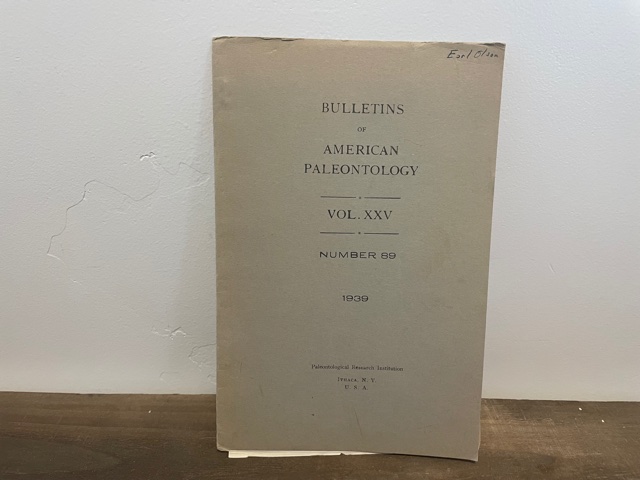 Earl Olson
BULLETINS
OF
AMERICAN
PALEONTOLOGY
VOL. XXV
NUMBER 89
1939
Paleontological Research Institution
Ithaca, N. Y.
U. S. A.